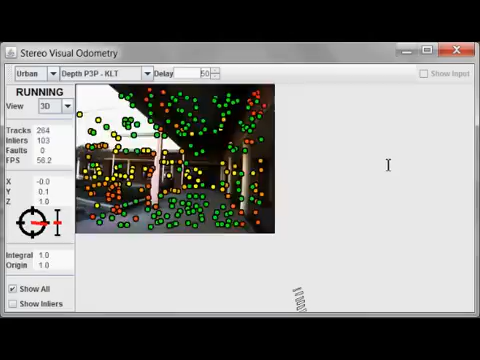 Stereo Visual Odometry
Urban Depth P3P - KLT Delay 50 Show Input
RUNNING
View 3D
Tracks 264
Inliers 103
Faults 0
FPS 56.2
X -0.0
Y 0.1
Z 1.0
Integral 1.0
Origin 1.0
Show All
Show Inliers